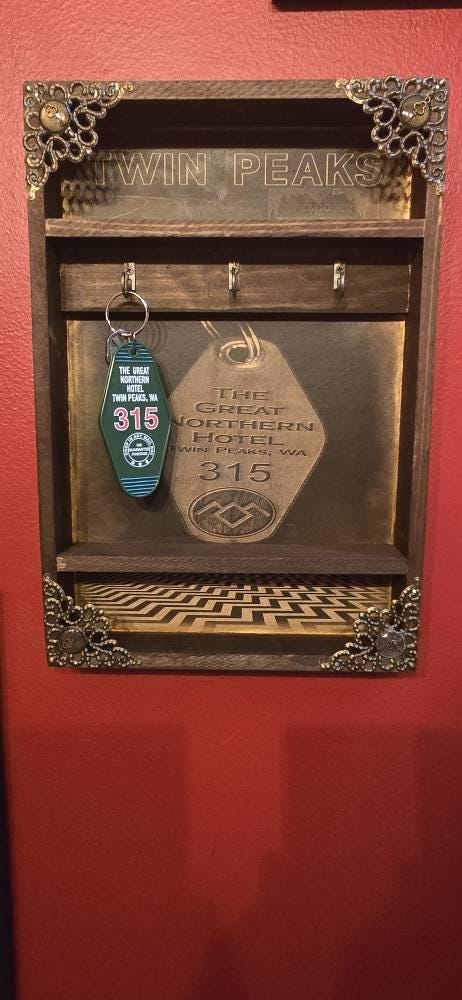 TWIN PEAKS
THE GREAT
NORTHERN
HOTEL
TWIN PEAKS, WA
315
The
Great
Northern
Hotel
Twin Peaks, WA
315